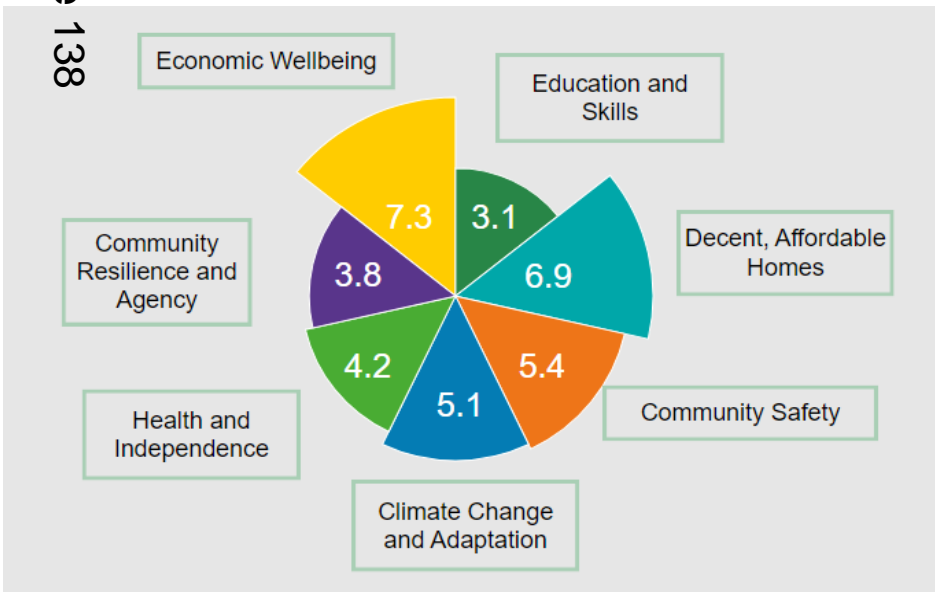 138
Economic Wellbeing
Education and
Skills
7.3
3.1
Decent, Affordable
Homes
Community
Resilience and
Agency
3.8
6.9
4.2
5.4
5.1
Health and
Independence
Community Safety
Climate Change
and Adaptation